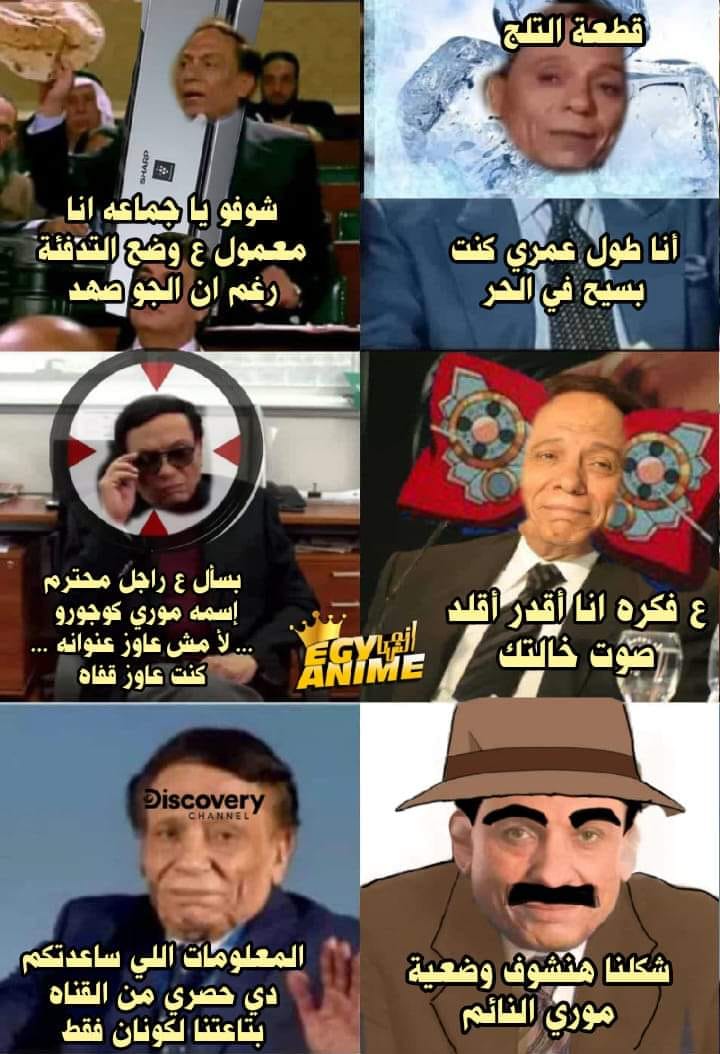 SHARP
شوفو يا جماعه انا
معمول ع وضع التدفئة
رغم ان الجو صهد
قطعة التلج
أنا طول عمري كنت
بسيح في الحر
بسأل ع راجل محترم
إسمه موري كوجورو
... لأ مش عاوز عنوانه ...
كنت عاوز قفاه
EGY انمي
ANIME
ع فكره انا أقدر أقلد
صوت خالتك
Discovery
CHANNEL
المعلومات اللي ساعدتكم
دي حصري من القناه
بتاعتنا لكونان فقط
شكلنا هنشوف وضعية
موري النائم